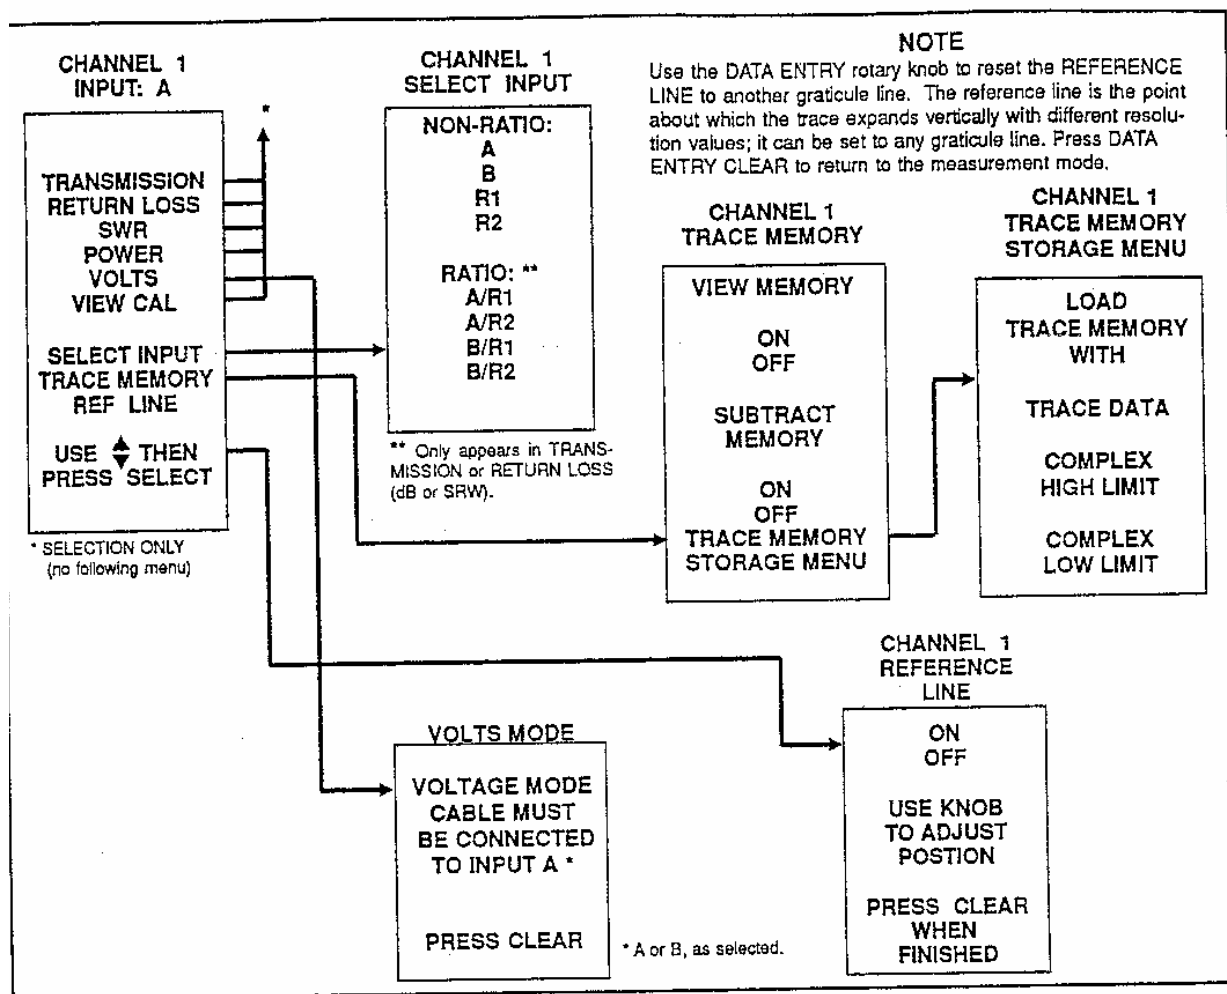 CHANNEL 1
INPUT: A
*
TRANSMISSION
RETURN LOSS
SWR
POWER
VOLTS
VIEW CAL
SELECT INPUT
TRACE MEMORY
REF LINE
USE THEN
PRESS SELECT
* SELECTION ONLY
(no following menu)
CHANNEL 1
SELECT INPUT
NON-RATIO:
A
B
R1
R2
RATIO: **
A/R1
A/R2
B/R1
B/R2
** Only appears in TRANS-
MISSION or RETURN LOSS
(dB or SRW).
NOTE
Use the DATA ENTRY rotary knob to reset the REFERENCE
LINE to another graticule line. The reference line is the point
about which the trace expands vertically with different resolu-
tion values; it can be set to any graticule line. Press DATA
ENTRY CLEAR to return to the measurement mode.
CHANNEL 1
TRACE MEMORY
VIEW MEMORY
ON
OFF
SUBTRACT
MEMORY
ON
OFF
TRACE MEMORY
STORAGE MENU
CHANNEL 1
TRACE MEMORY
STORAGE MENU
LOAD
TRACE MEMORY
WITH
TRACE DATA
COMPLEX
HIGH LIMIT
COMPLEX
LOW LIMIT
VOLTS MODE
VOLTAGE MODE
CABLE MUST
BE CONNECTED
TO INPUT A *
PRESS CLEAR
* A or B, as selected.
CHANNEL 1
REFERENCE
LINE
ON
OFF
USE KNOB
TO ADJUST
POSTION
PRESS CLEAR
WHEN
FINISHED